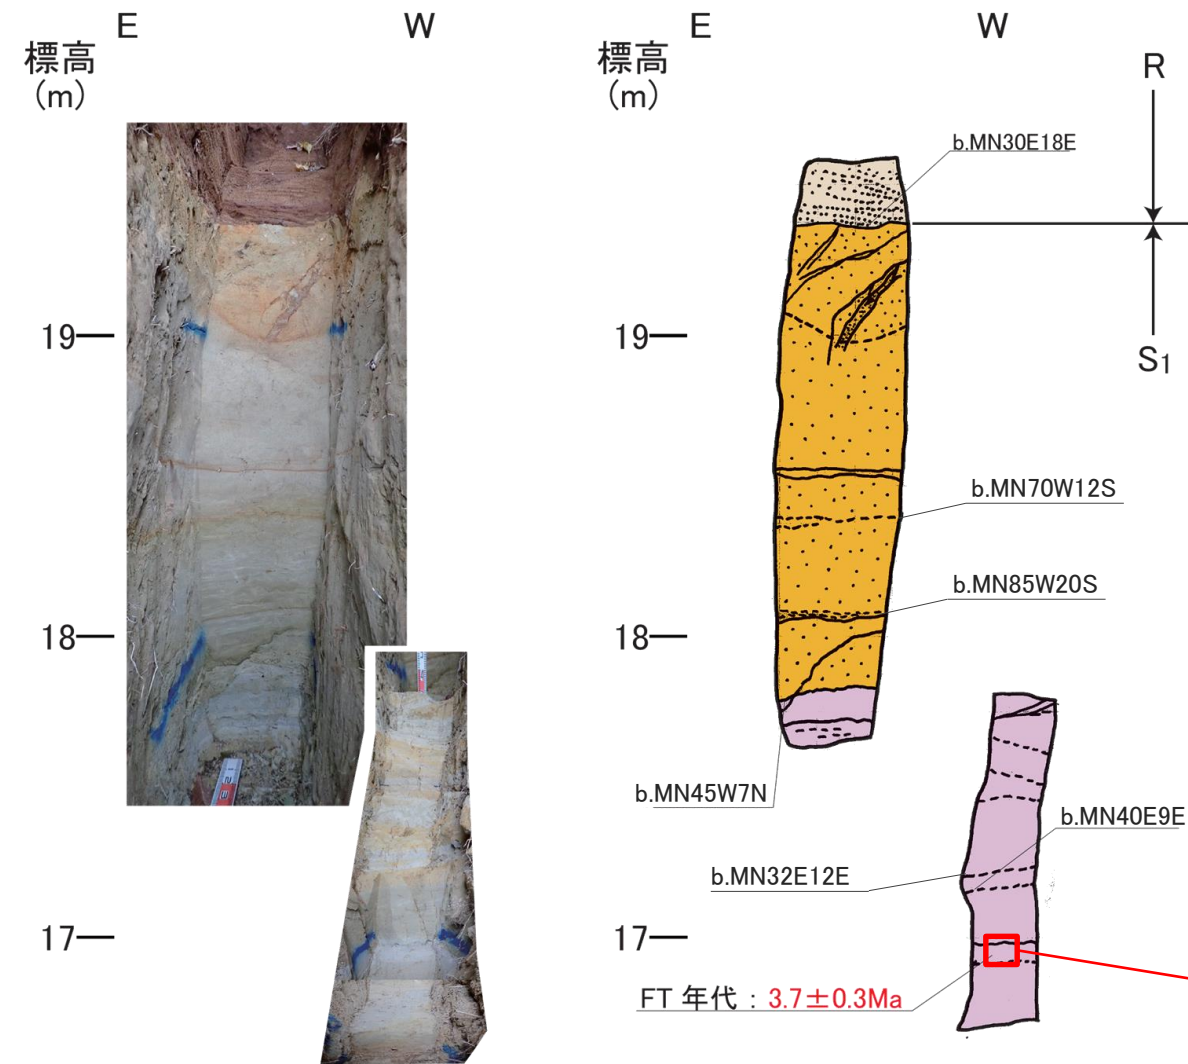 E
W
標高
(m)
19
18
17
E
W
標高
(m)
R
b.MN30E18E
19
S1
b.MN70W12S
b.MN85W20S
18
b.MN45W7N
b.MN40E9E
b.MN32E12E
17
FT 年代：3.7±0.3Ma